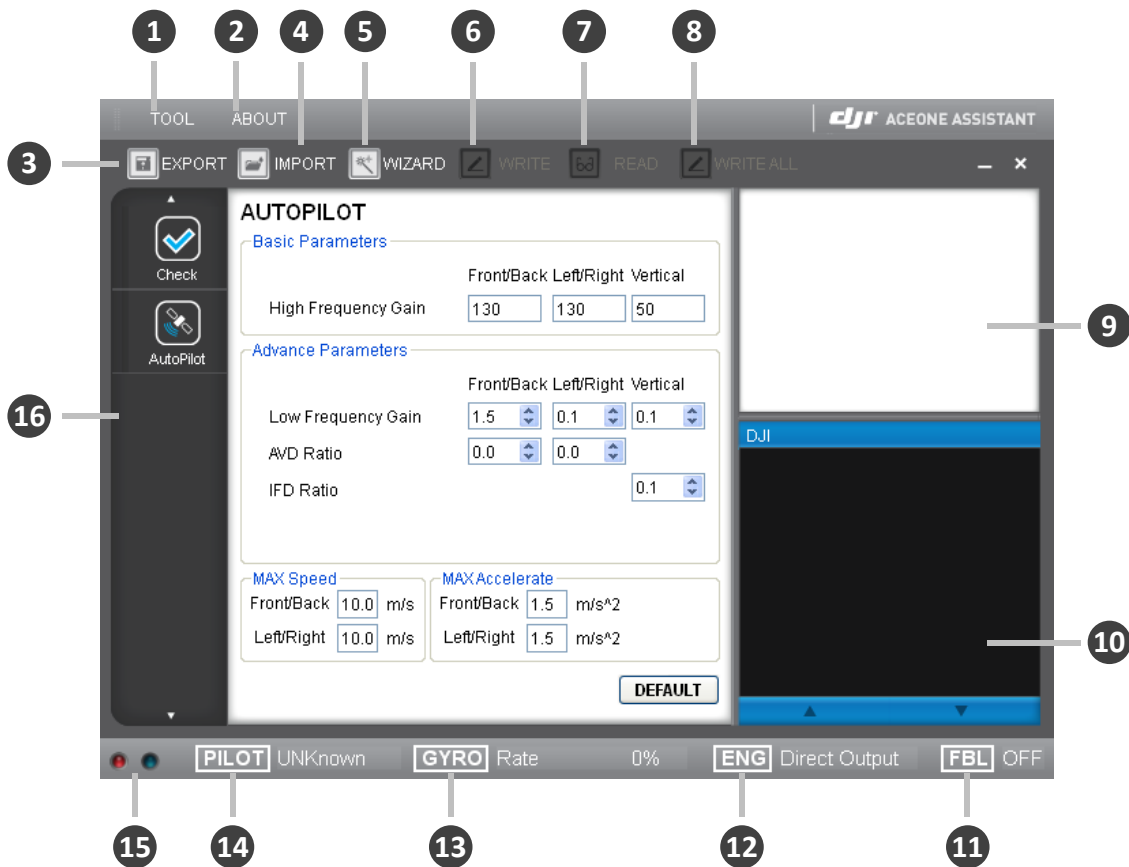 1 2 4 5 6 7 8
TOOL ABOUT dji ACEONE ASSISTANT
3 EXPORT IMPORT WIZARD WRITE READ WRITE ALL
AUTOPILOT
Basic Parameters
Check
Front/Back Left/Right Vertical
High Frequency Gain 130 130 50
9
AutoPilot
Advance Parameters
Front/Back Left/Right Vertical
16
Low Frequency Gain 1.5 0.1 0.1
DJI
AVD Ratio 0.0 0.0
IFD Ratio 0.1
MAX Speed MAX Accelerate
Front/Back 10.0 m/s Front/Back 1.5 m/s^2
Left/Right 10.0 m/s Left/Right 1.5 m/s^2
10
DEFAULT
PILOT UNKnown GYRO Rate 0% ENG Direct Output FBL OFF
15 14 13 12 11